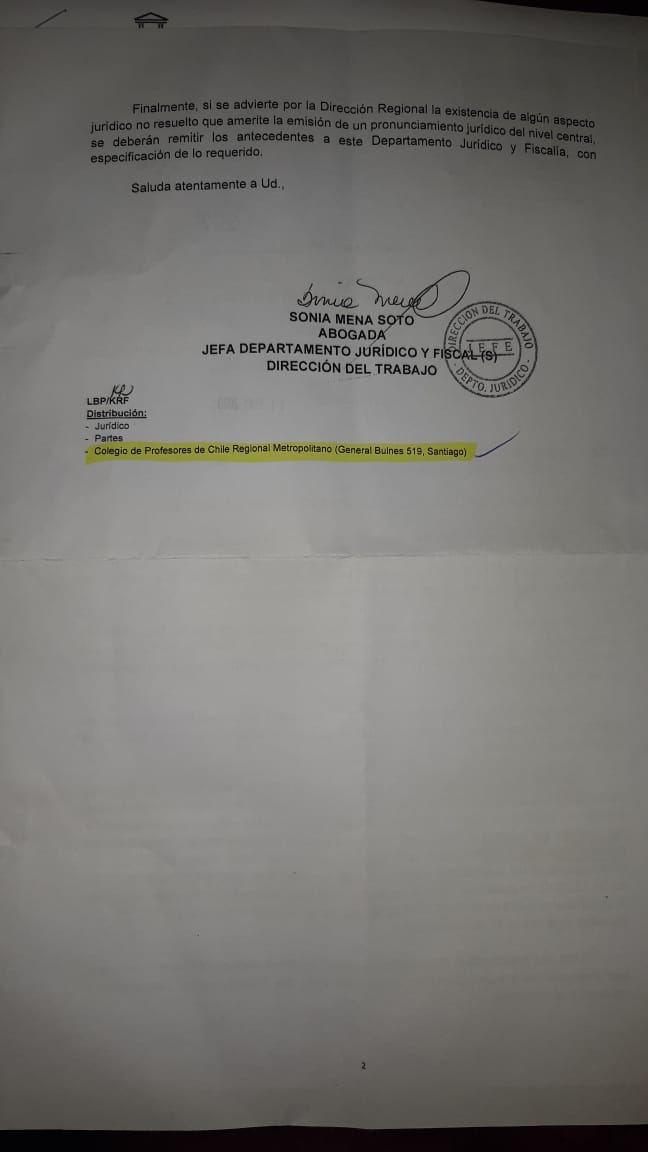 Finalmente, si se advierte por la Dirección Regional la existencia de algún aspecto
jurídico no resuelto que amerite la emisión de un pronunciamiento jurídico del nivel central,
se deberán remitir los antecedentes a este Departamento Jurídico y Fiscalía, con
especificación de lo requerido.
Saluda atentamente a Ud.,
SONIA MENA SOTO
ABOGADA
JEFA DEPARTAMENTO JURÍDICO Y FISCAL (S)
DIRECCIÓN DEL TRABAJO
DIRECCION DEL TRABAJO
JEFE
- DEPTO. JURIDICO -
LBP/KRF
Distribución:
- Jurídico
- Partes
- Colegio de Profesores de Chile Regional Metropolitano (General Bulnes 519, Santiago)
2